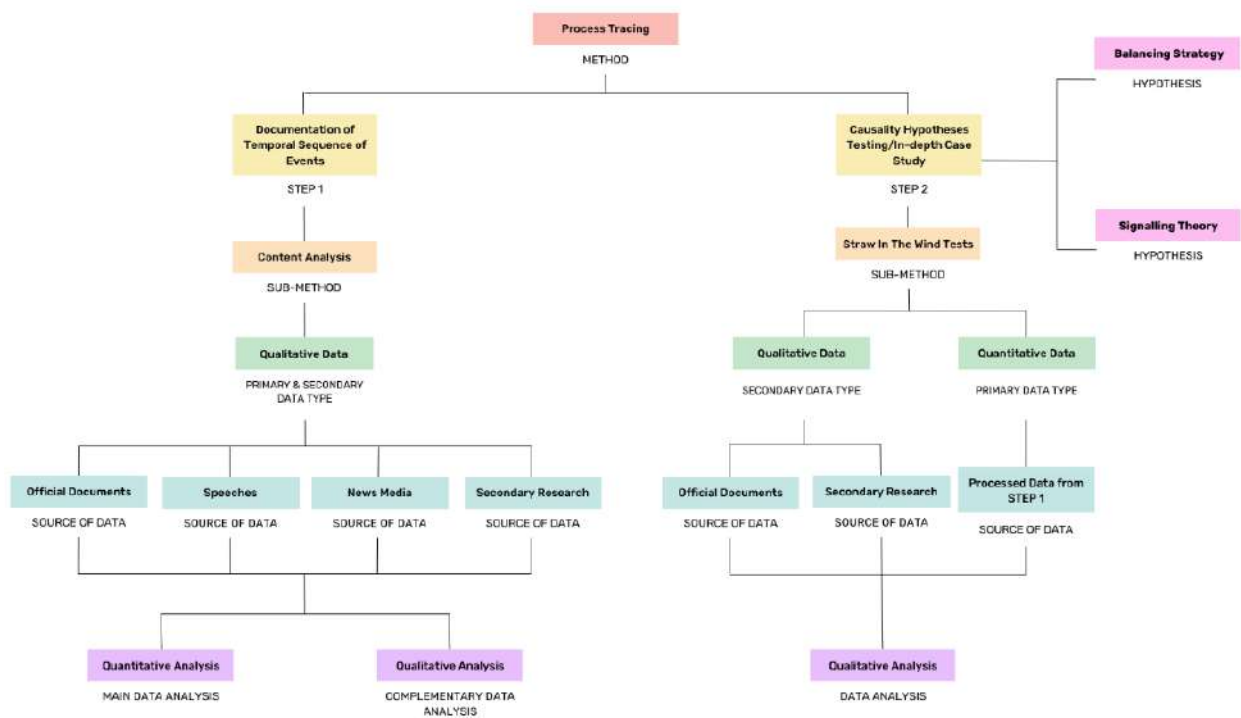 Process Tracing
METHOD
Balancing Strategy
HYPOTHESIS
Documentation of
Temporal Sequence of
Events
STEP 1
Causality Hypotheses
Testing/In-depth Case
Study
STEP 2
Signalling Theory
HYPOTHESIS
Content Analysis
SUB-METHOD
Straw In The Wind Tests
SUB-METHOD
Qualitative Data
PRIMARY & SECONDARY
DATA TYPE
Qualitative Data
SECONDARY DATA TYPE
Quantitative Data
PRIMARY DATA TYPE
Official Documents
SOURCE OF DATA
Speeches
SOURCE OF DATA
News Media
SOURCE OF DATA
Secondary Research
SOURCE OF DATA
Official Documents
SOURCE OF DATA
Secondary Research
SOURCE OF DATA
Processed Data from
STEP 1
SOURCE OF DATA
Quantitative Analysis
MAIN DATA ANALYSIS
Qualitative Analysis
COMPLEMENTARY DATA
ANALYSIS
Qualitative Analysis
DATA ANALYSIS